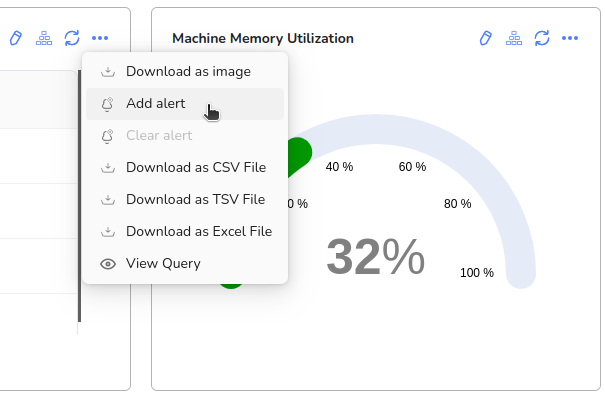 Machine Memory Utilization
Download as image
Add alert
Clear alert
Download as CSV File
Download as TSV File
Download as Excel File
View Query
40 %
60 %
0 %
80 %
32%
100 %